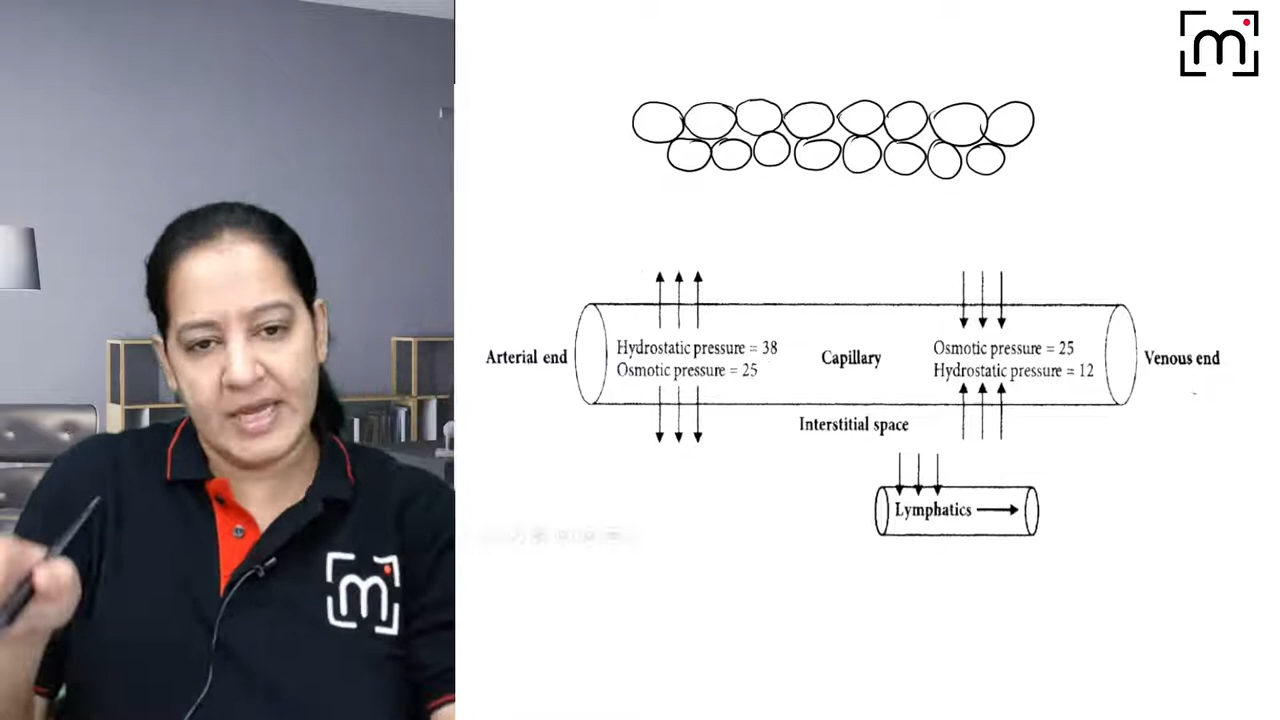 m
Hydrostatic pressure = 38
Osmotic pressure = 25
Arterial end
Capillary
Osmotic pressure = 25
Hydrostatic pressure = 12
Venous end
Interstitial space
Lymphatics
m